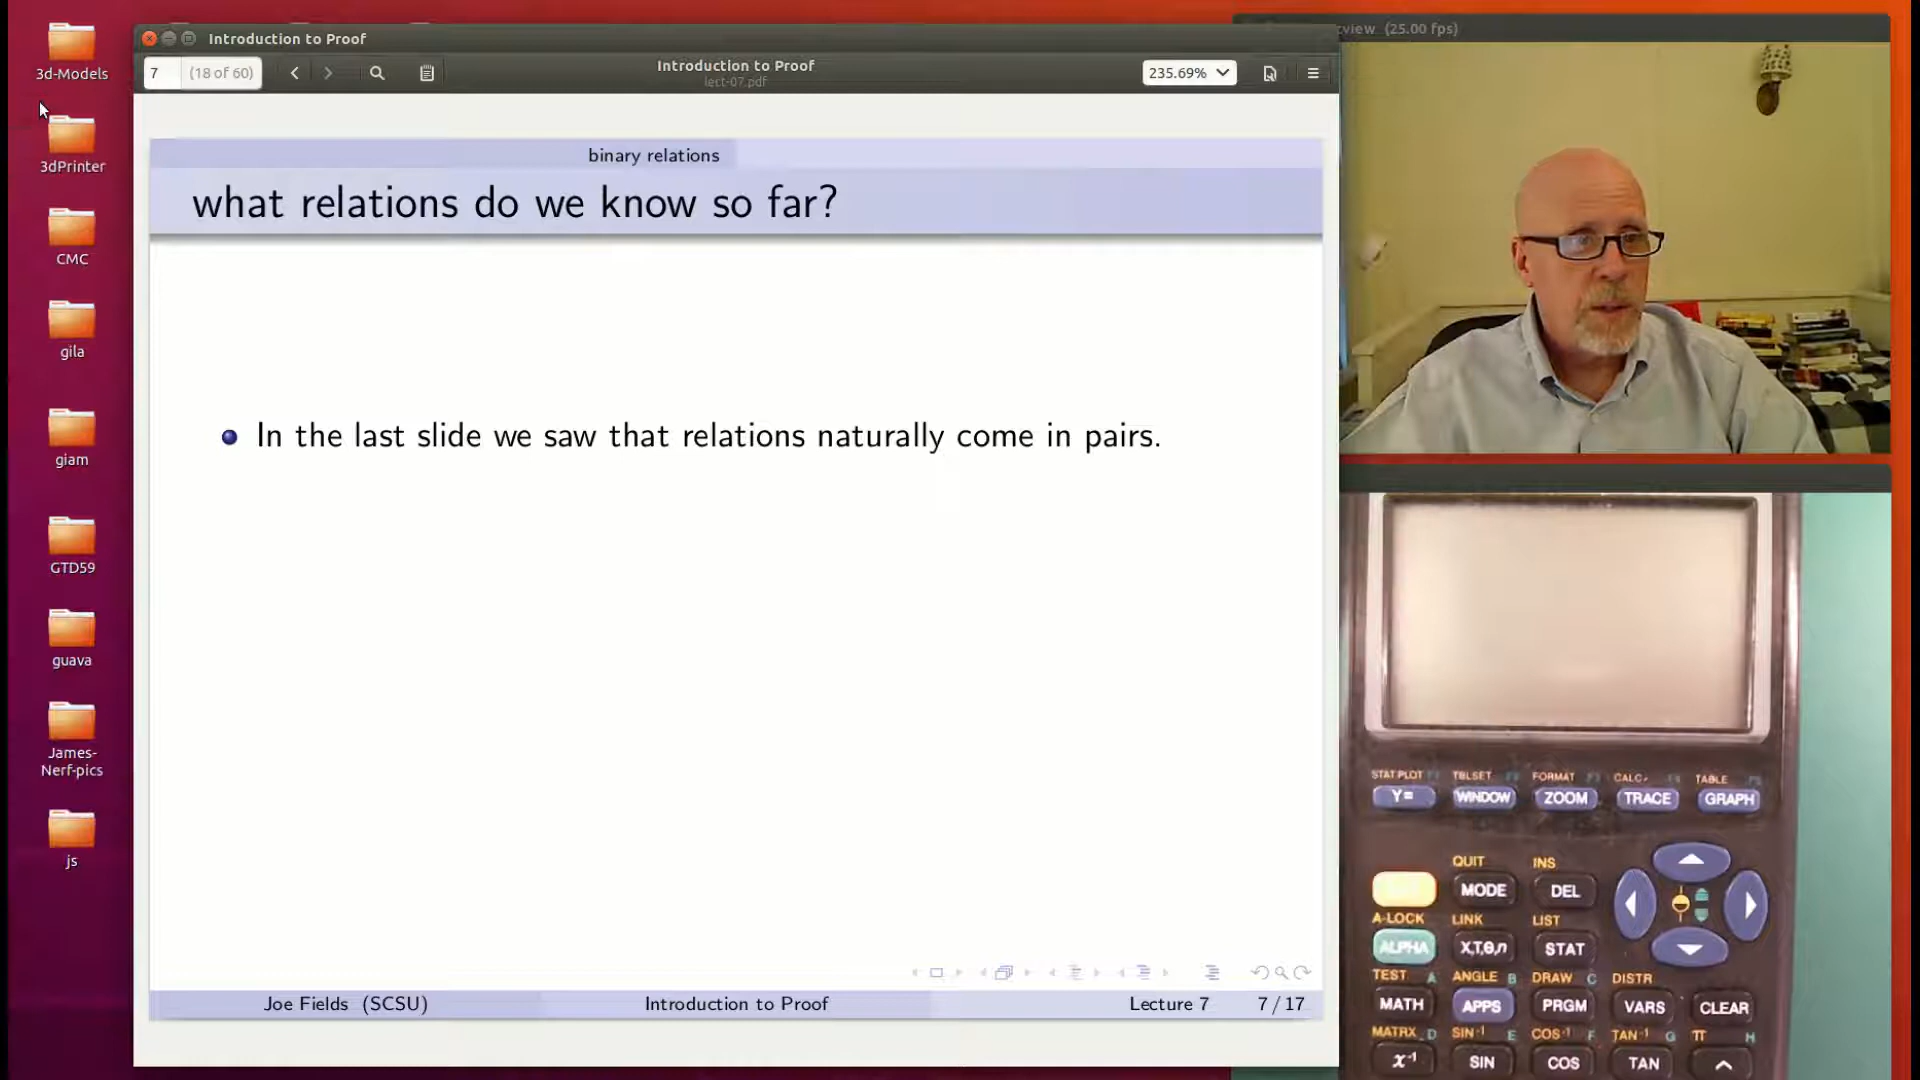 3d-Models
3dPrinter
CMC
gila
giam
GTD59
guava
James-
Nerf-pics
js
Introduction to Proof
7 (18 of 60)
Introduction to Proof
lect-07.pdf
235.69%
binary relations
what relations do we know so far?
In the last slide we saw that relations naturally come in pairs.
Joe Fields (SCSU) Introduction to Proof Lecture 7 7 / 17
view (25.00 fps)
STAT PLOT F1 TBLSET F2 FORMAT F3 CALC F4 TABLE F5
Y= WINDOW ZOOM TRACE GRAPH
QUIT INS
MODE DEL
A-LOCK LINK LIST
ALPHA X,T,θ,n STAT
TEST A ANGLE B DRAW C DISTR
MATH APPS PRGM VARS CLEAR
MATRX D SIN-1 E COS-1 F TAN-1 G π H
x-1 SIN COS TAN ^